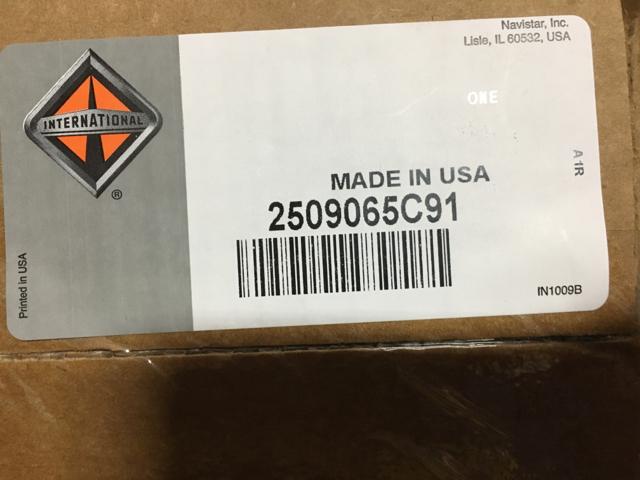 Navistar, Inc.
Lisle, IL 60532, USA
INTERNATIONAL
®
ONE
A1R
MADE IN USA
2509065C91
IN1009B
Printed in USA